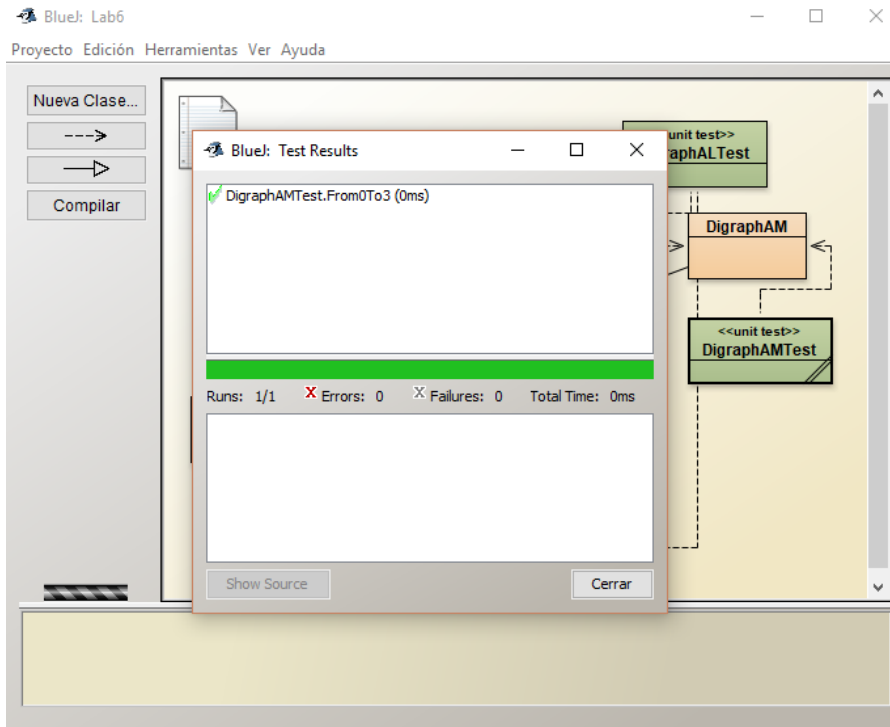 BlueJ: Lab6
Proyecto Edición Herramientas Ver Ayuda
Nueva Clase...
Compilar
<<unit test>>
DigraphAM
<<unit test>>
DigraphAMTest
BlueJ: Test Results
DigraphAMTest.From0To3 (0ms)
Runs: 1/1 X Errors: 0 X Failures: 0 Total Time: 0ms
Show Source
Cerrar